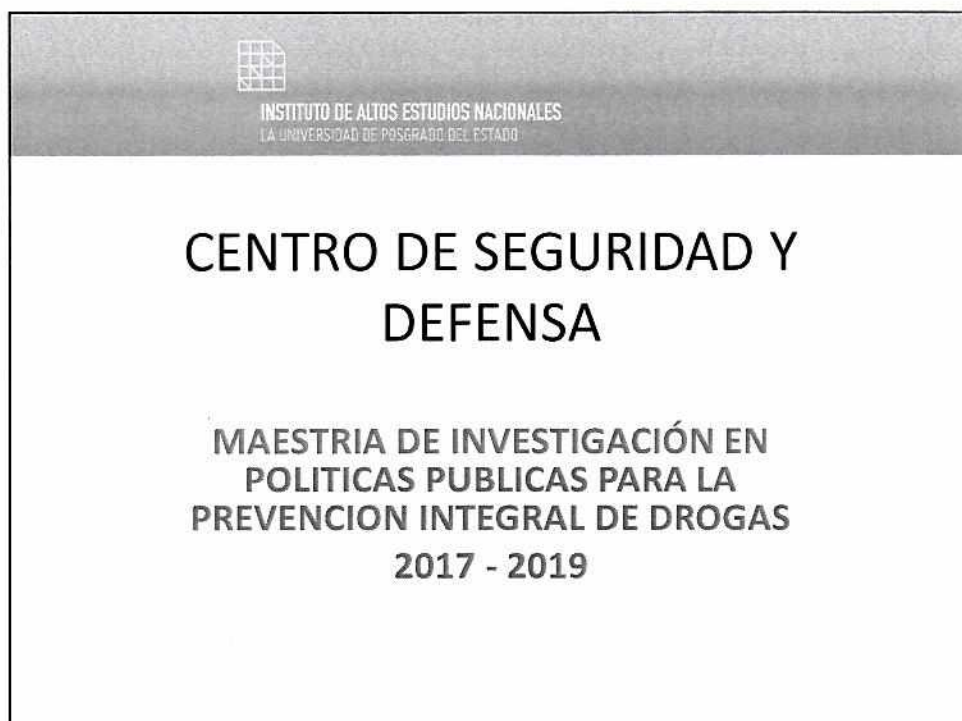 INSTITUTO DE ALTOS ESTUDIOS NACIONALES
LA UNIVERSIDAD DE POSGRADO DEL ESTADO
CENTRO DE SEGURIDAD Y
DEFENSA
MAESTRIA DE INVESTIGACIÓN EN
POLITICAS PUBLICAS PARA LA
PREVENCION INTEGRAL DE DROGAS
2017 - 2019